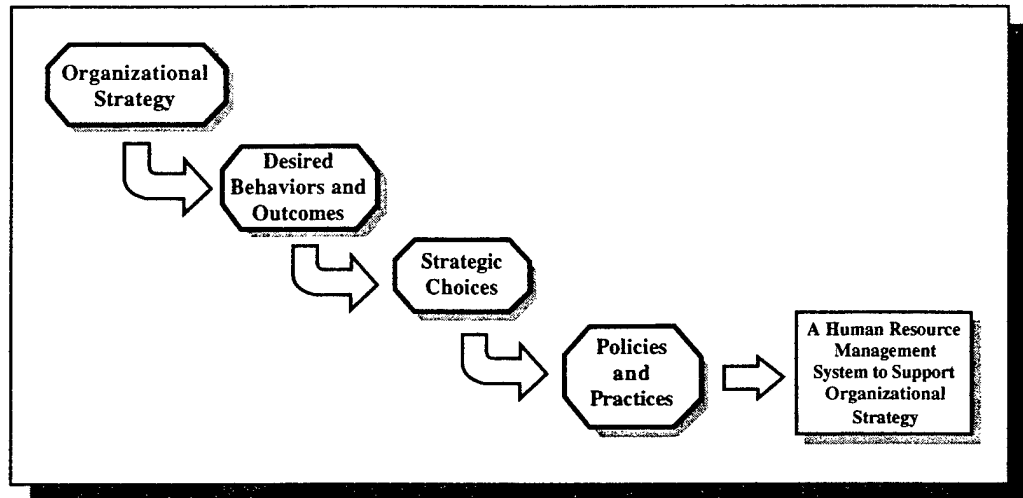 Organizational
Strategy
Desired
Behaviors and
Outcomes
Strategic
Choices
Policies
and
Practices
A Human Resource
Management
System to Support
Organizational
Strategy